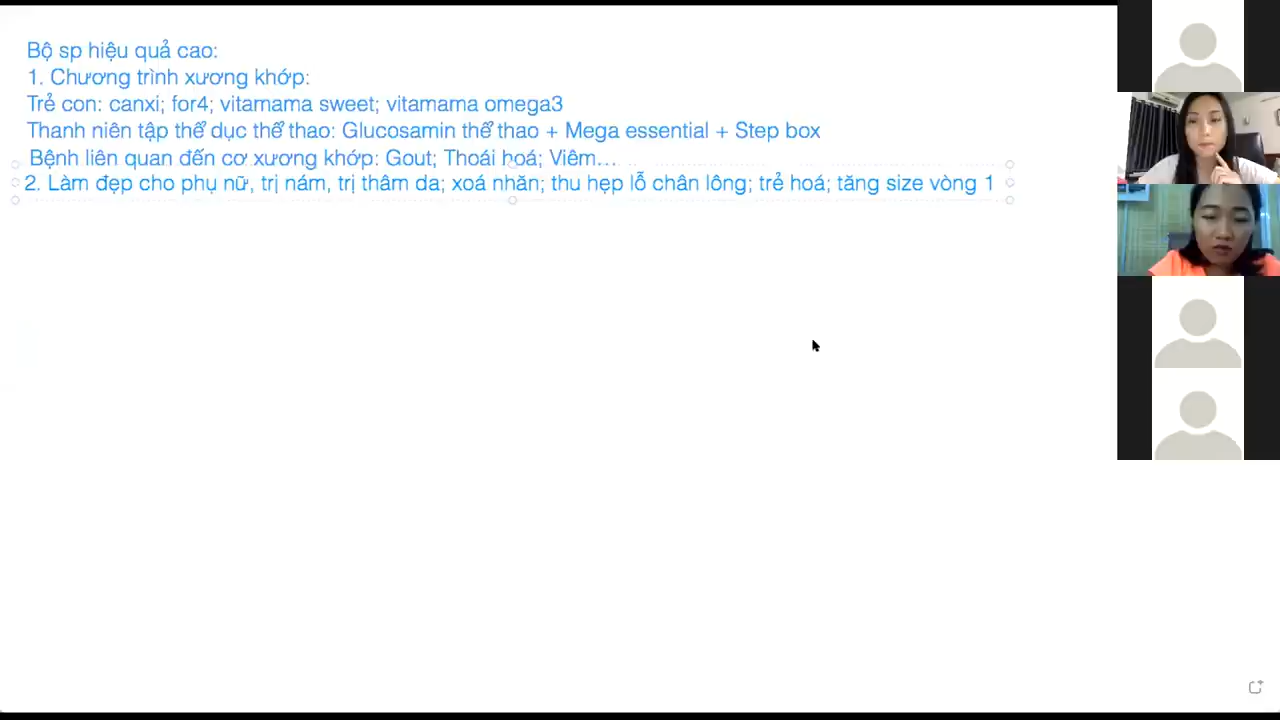 Bộ sp hiệu quả cao:
1. Chương trình xương khớp:
Trẻ con: canxi; for4; vitamama sweet; vitamama omega3
Thanh niên tập thể dục thể thao: Glucosamin thể thao + Mega essential + Step box
Bệnh liên quan đến cơ xương khớp: Gout; Thoái hoá; Viêm...
2. Làm đẹp cho phụ nữ, trị nám, trị thâm da; xoá nhăn; thu hẹp lỗ chân lông; trẻ hoá; tăng size vòng 1